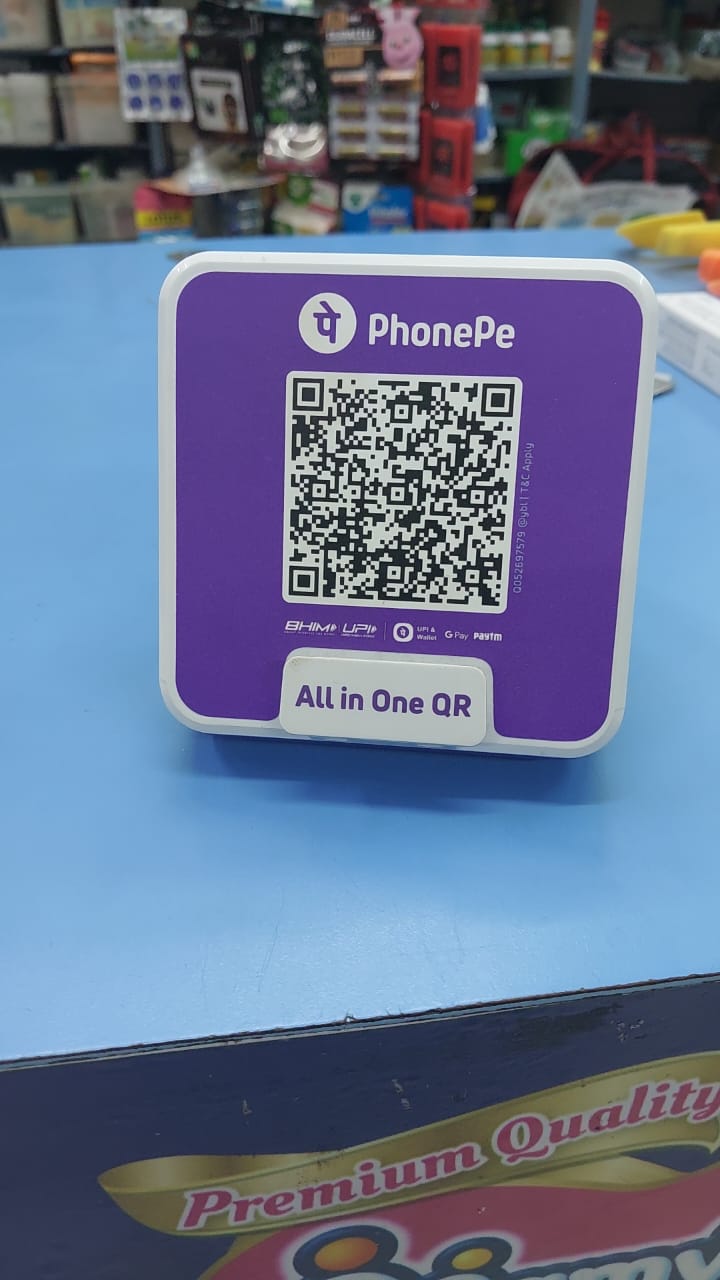 पे PhonePe
Q052697579@ybl | T&C Apply
BHIM UPI पे UPI & Wallet G Pay paytm
All in One QR
Premium Quality